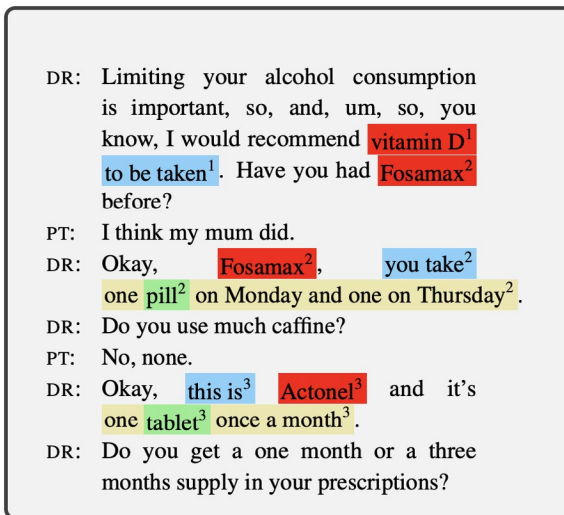 DR: Limiting your alcohol consumption
is important, so, and, um, so, you
know, I would recommend vitamin D¹
to be taken¹. Have you had Fosamax²
before?
PT: I think my mum did.
DR: Okay, Fosamax², you take²
one pill² on Monday and one on Thursday².
DR: Do you use much caffine?
PT: No, none.
DR: Okay, this is³ Actonel³ and it's
one tablet³ once a month³.
DR: Do you get a one month or a three
months supply in your prescriptions?